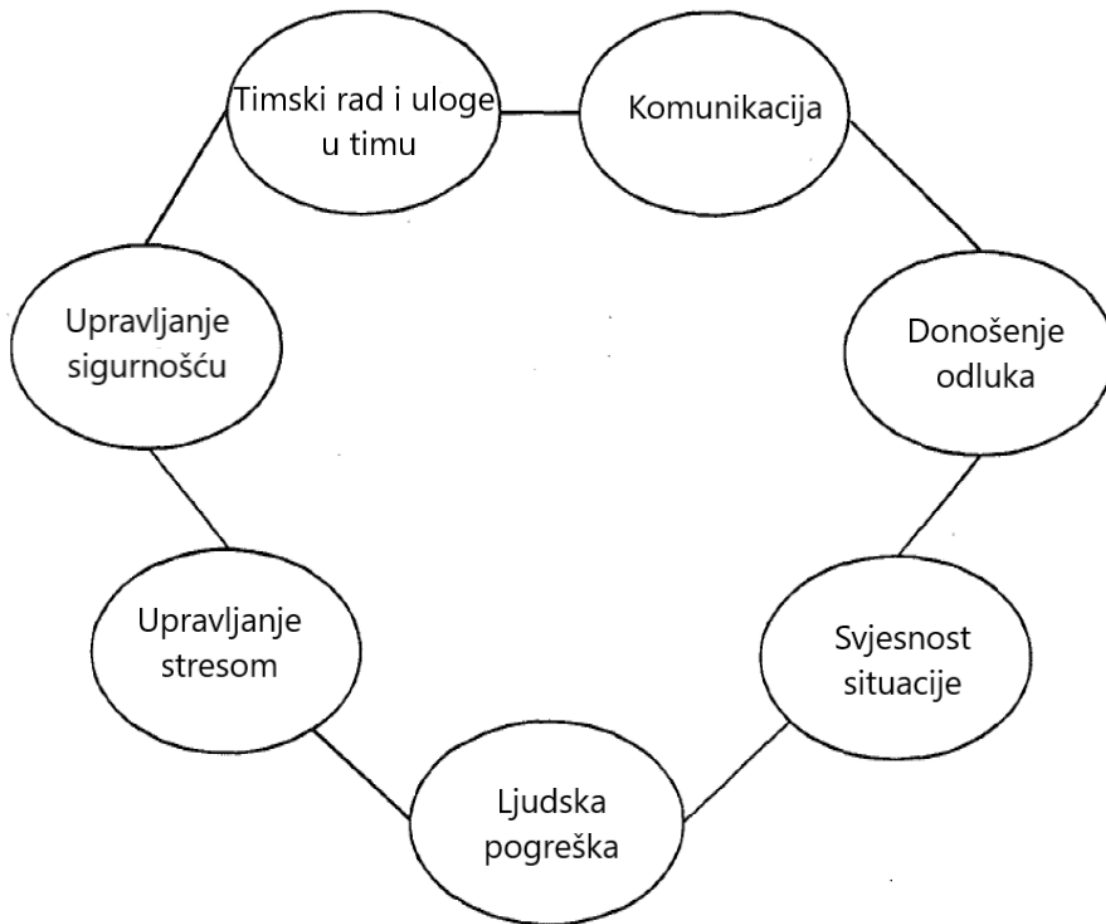 Timski rad i uloge
u timu
Komunikacija
Upravljanje
sigurnošću
Donošenje
odluka
Upravljanje
stresom
Svjesnost
situacije
Ljudska
pogreška